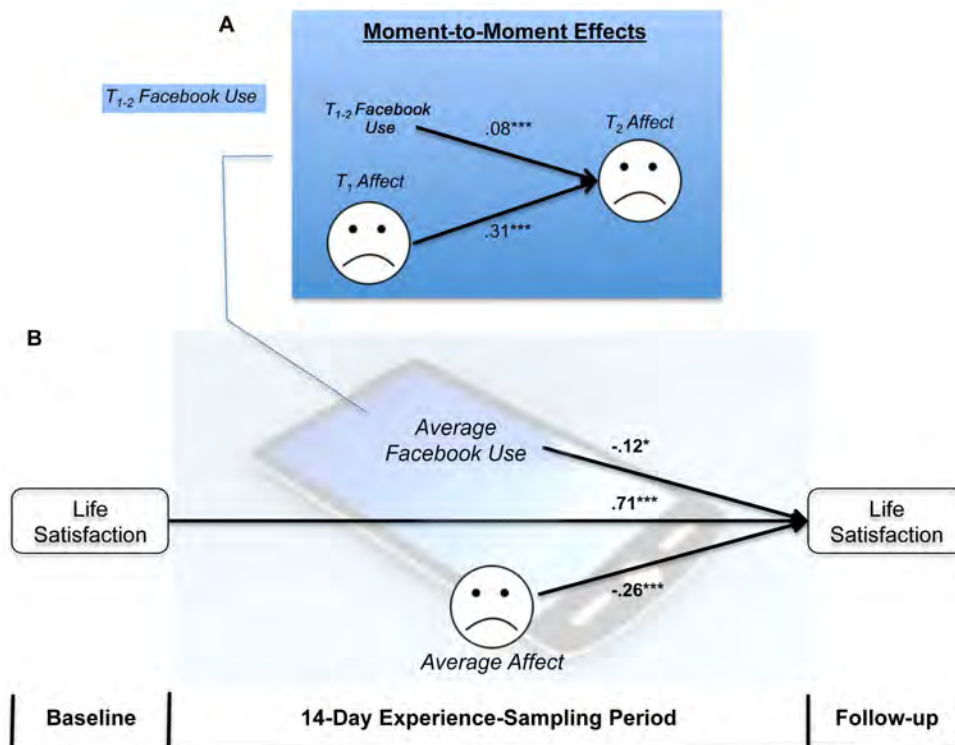 A
Moment-to-Moment Effects
T1-2 Facebook Use
T1-2 Facebook
Use
.08***
T2 Affect
T1 Affect
.31***
B
Average
Facebook Use
-.12*
.71***
Life
Satisfaction
Life
Satisfaction
-.26***
Average Affect
Baseline
14-Day Experience-Sampling Period
Follow-up